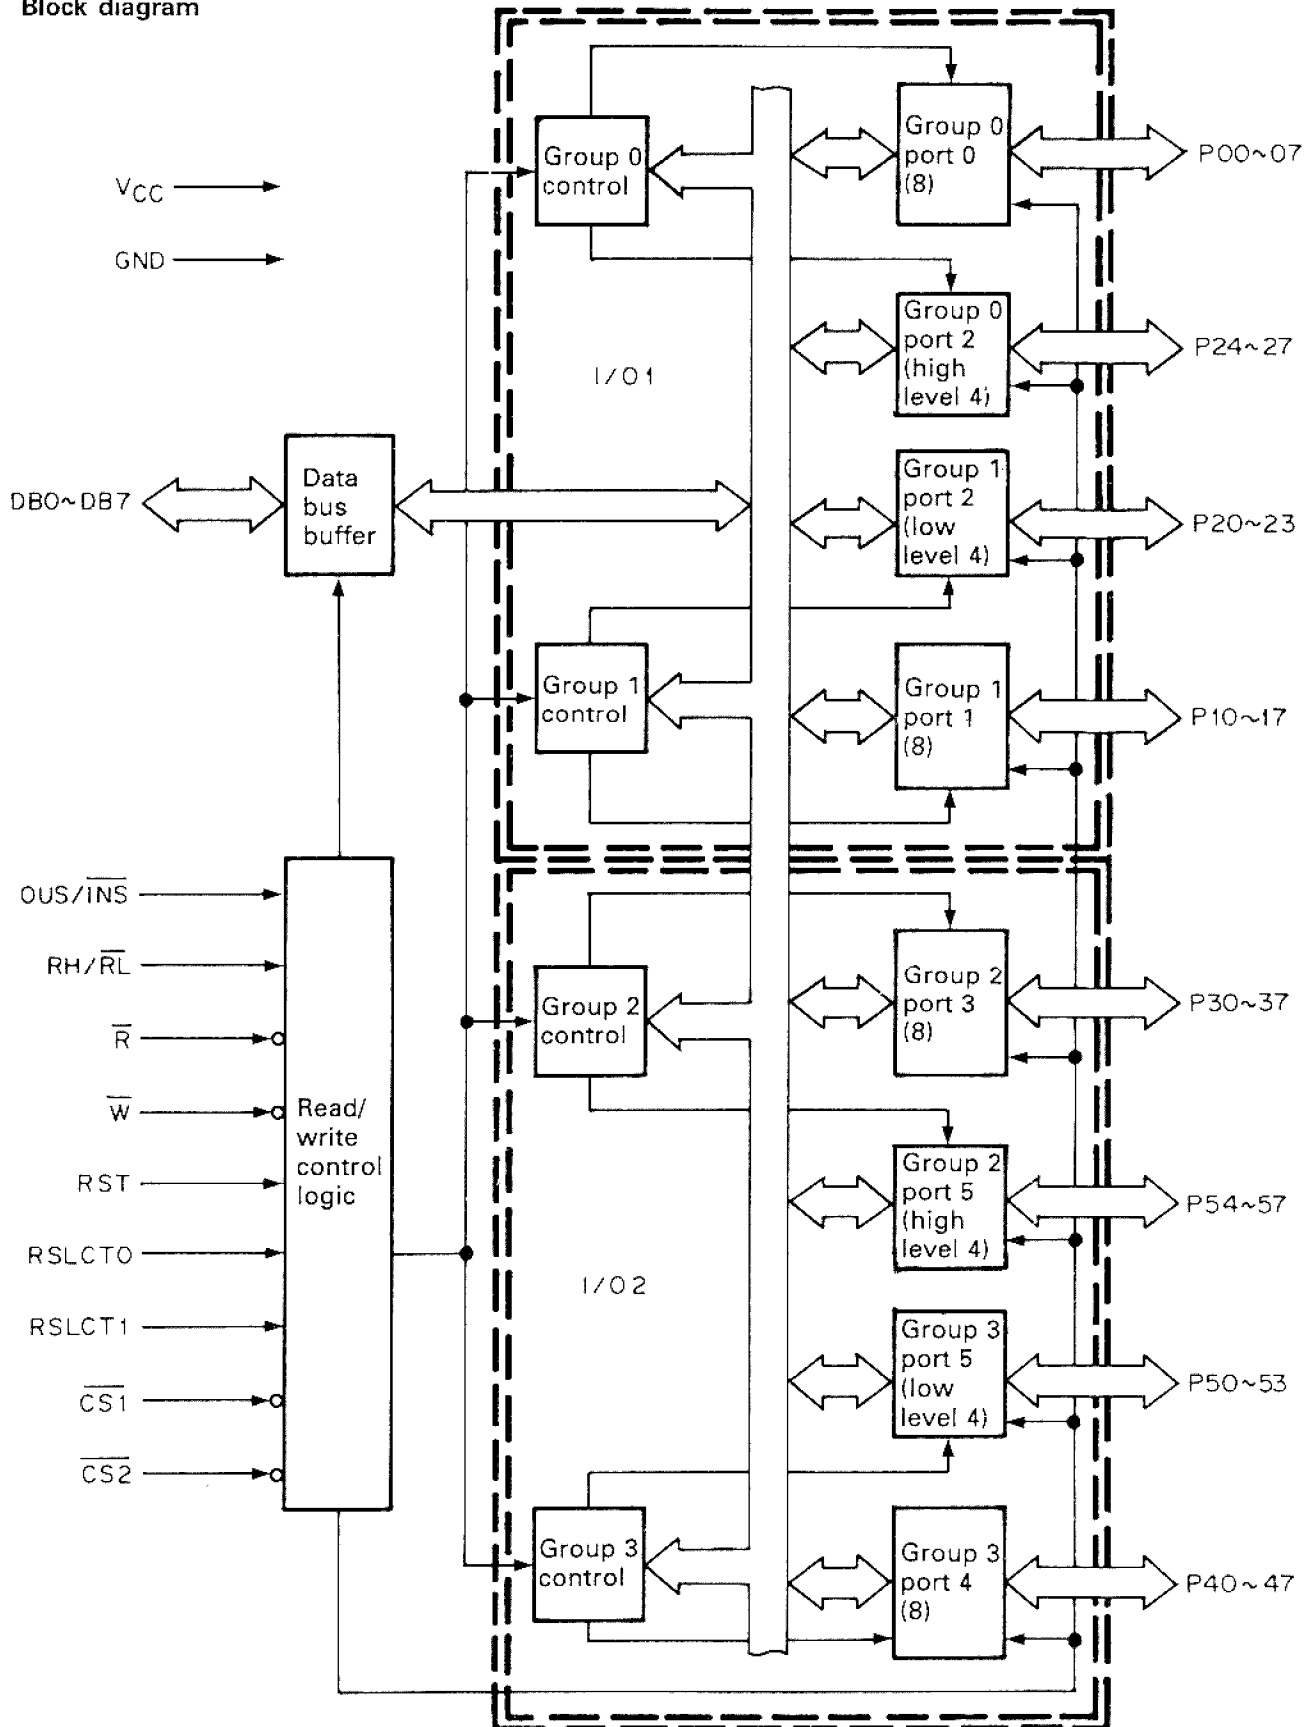 Block diagram
VCC
GND
DB0~DB7
Data
bus
buffer
OUS/I̅N̅S̅
RH/R̅L̅
R̅
W̅
RST
RSLCT0
RSLCT1
C̅S̅1̅
C̅S̅2̅
Read/
write
control
logic
I/O1
Group 0
control
Group 0
port 0
(8)
P00~07
Group 0
port 2
(high
level 4)
P24~27
Group 1
port 2
(low
level 4)
P20~23
Group 1
control
Group 1
port 1
(8)
P10~17
I/O2
Group 2
control
Group 2
port 3
(8)
P30~37
Group 2
port 5
(high
level 4)
P54~57
Group 3
port 5
(low
level 4)
P50~53
Group 3
control
Group 3
port 4
(8)
P40~47